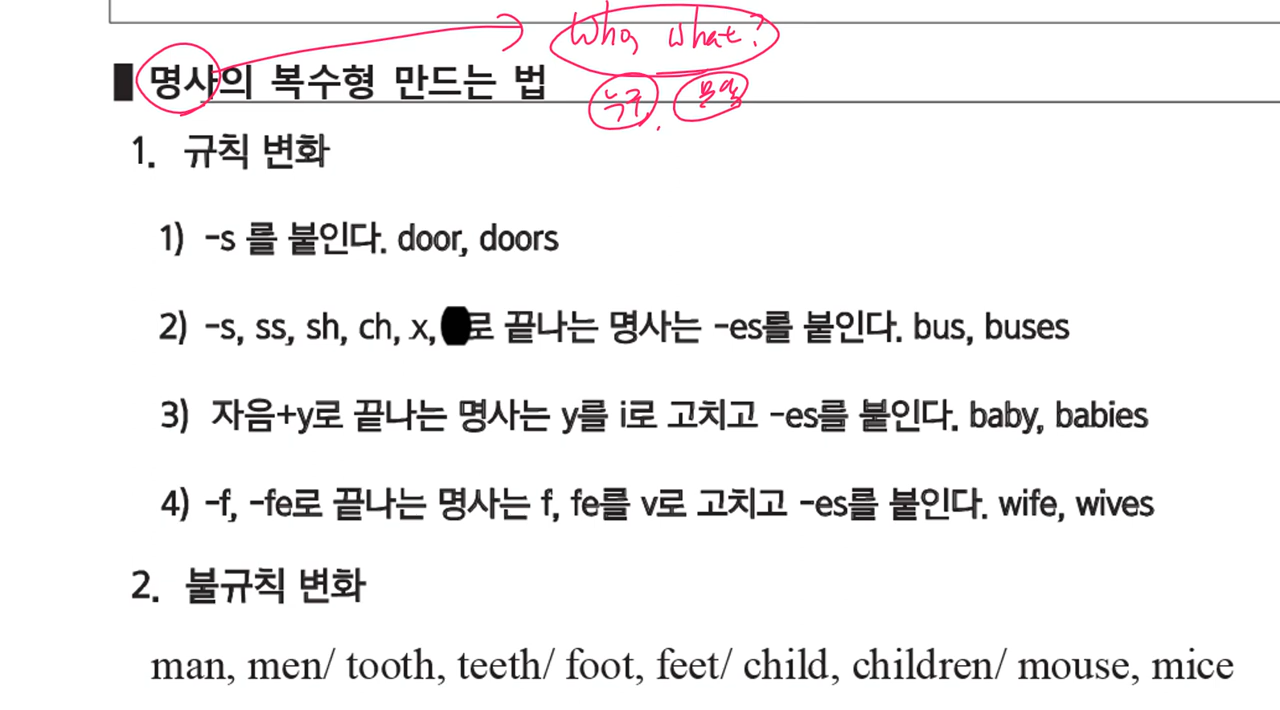 Who, what?
명사의 복수형 만드는 법
누구, 무엇
1. 규칙 변화
1) -s 를 붙인다. door, doors
2) -s, ss, sh, ch, x, 로 끝나는 명사는 -es를 붙인다. bus, buses
3) 자음+y로 끝나는 명사는 y를 i로 고치고 -es를 붙인다. baby, babies
4) -f, -fe로 끝나는 명사는 f, fe를 v로 고치고 -es를 붙인다. wife, wives
2. 불규칙 변화
man, men/ tooth, teeth/ foot, feet/ child, children/ mouse, mice